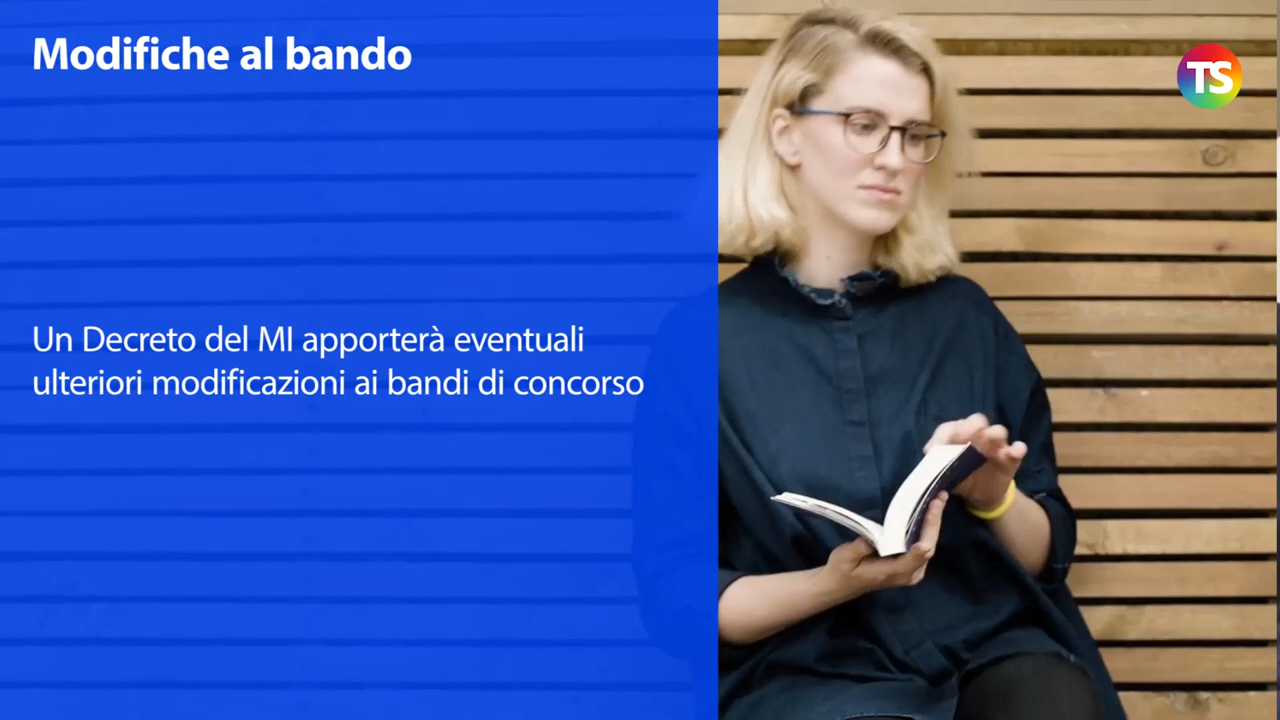 Modifiche al bando
TS
Un Decreto del MI apporterà eventuali
ulteriori modificazioni ai bandi di concorso